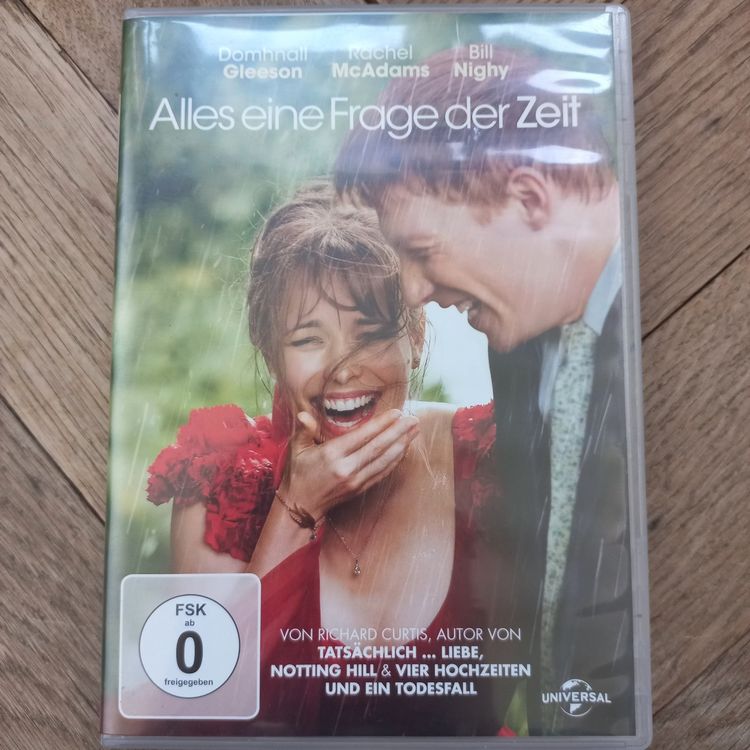 Domhnall Rachel Bill
Gleeson McAdams Nighy
Alles eine Frage der Zeit
FSK
ab
0
freigegeben
VON RICHARD CURTIS, AUTOR VON
TATSÄCHLICH ... LIEBE,
NOTTING HILL & VIER HOCHZEITEN
UND EIN TODESFALL
UNIVERSAL